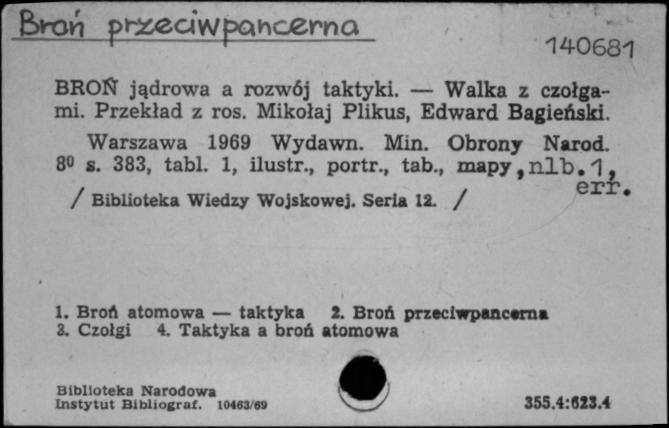 Broń przeciwpancerna
140681
BROŃ jądrowa a rozwój taktyki. — Walka z czołga-
mi. Przekład z ros. Mikołaj Plikus, Edward Bagieński.
Warszawa 1969 Wydawn. Min. Obrony Narod.
8⁰ s. 383, tabl. 1, ilustr., portr., tab., mapy, nlb. 1,
err.
/ Biblioteka Wiedzy Wojskowej. Seria 12. /
1. Broń atomowa — taktyka 2. Broń przeciwpancerna
3. Czołgi 4. Taktyka a broń atomowa
Biblioteka Narodowa
Instytut Bibliograf. 10463/69
355.4:623.4